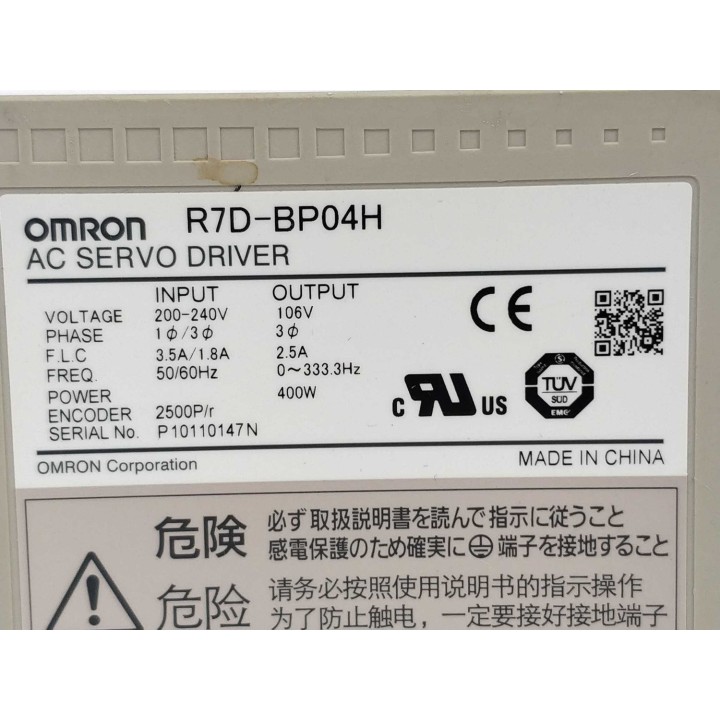 OMRON R7D-BP04H
AC SERVO DRIVER
INPUT OUTPUT
VOLTAGE 200-240V 106V
PHASE 1ϕ/3ϕ 3ϕ
F.L.C 3.5A/1.8A 2.5A
FREQ. 50/60Hz 0～333.3Hz
POWER 400W
ENCODER 2500P/r
SERIAL No. P10110147N
CE
c RU US
TÜV
SUD
EMC
OMRON Corporation MADE IN CHINA
危険 必ず取扱説明書を読んで指示に従うこと
感電保護のため確実に⏚端子を接地すること
危险 请务必按照使用说明书的指示操作
为了防止触电，一定要接好接地端子